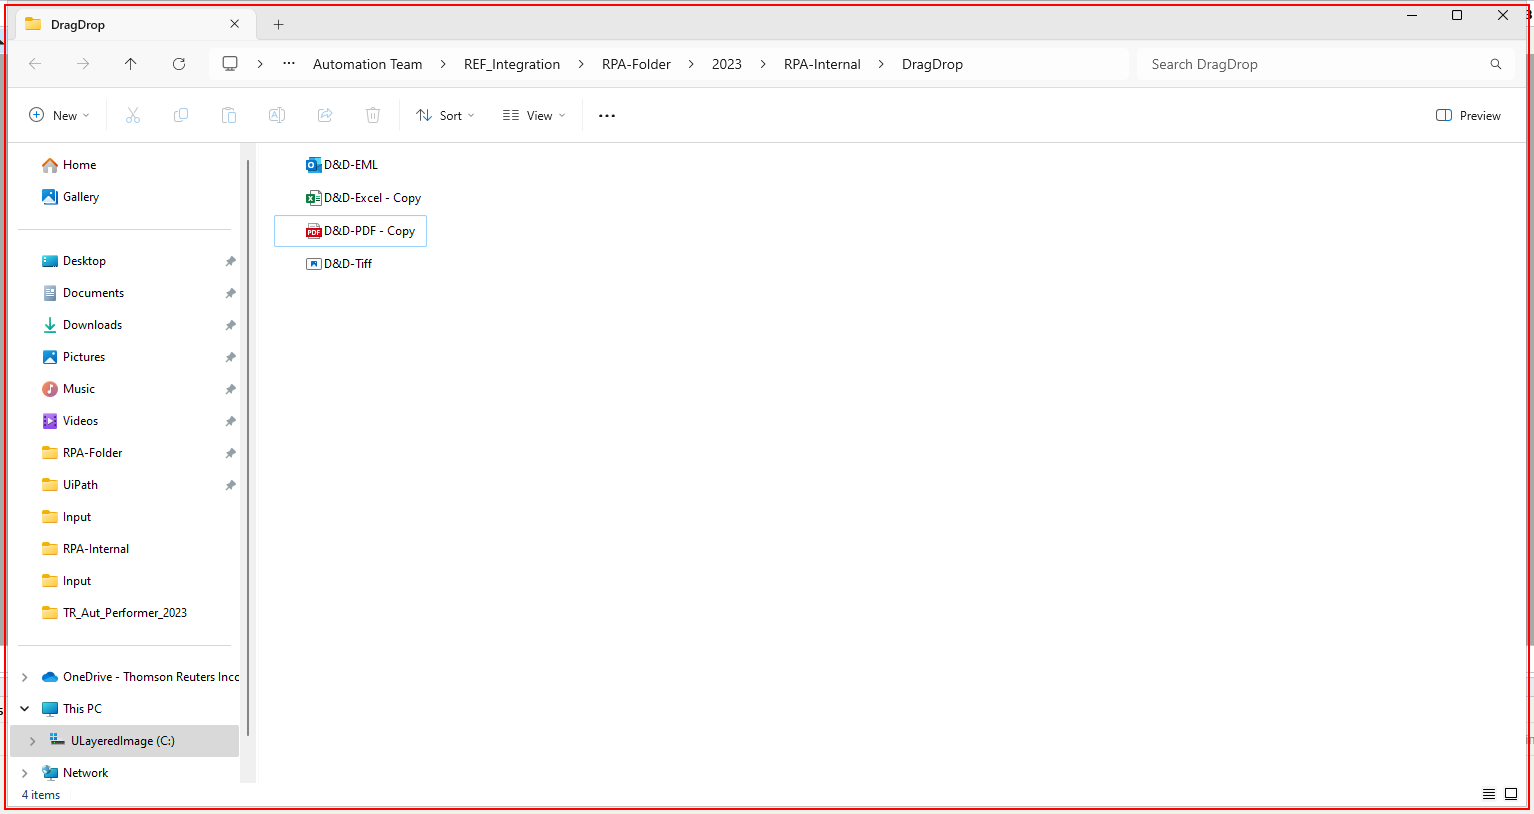 DragDrop
Automation Team REF_Integration RPA-Folder 2023 RPA-Internal DragDrop
Search DragDrop
New Sort View ... Preview
Home
Gallery
Desktop
Documents
Downloads
Pictures
Music
Videos
RPA-Folder
UiPath
Input
RPA-Internal
Input
TR_Aut_Performer_2023
OneDrive - Thomson Reuters Inc
This PC
ULayeredImage (C:)
Network
D&D-EML
D&D-Excel - Copy
PDF D&D-PDF - Copy
D&D-Tiff
4 items